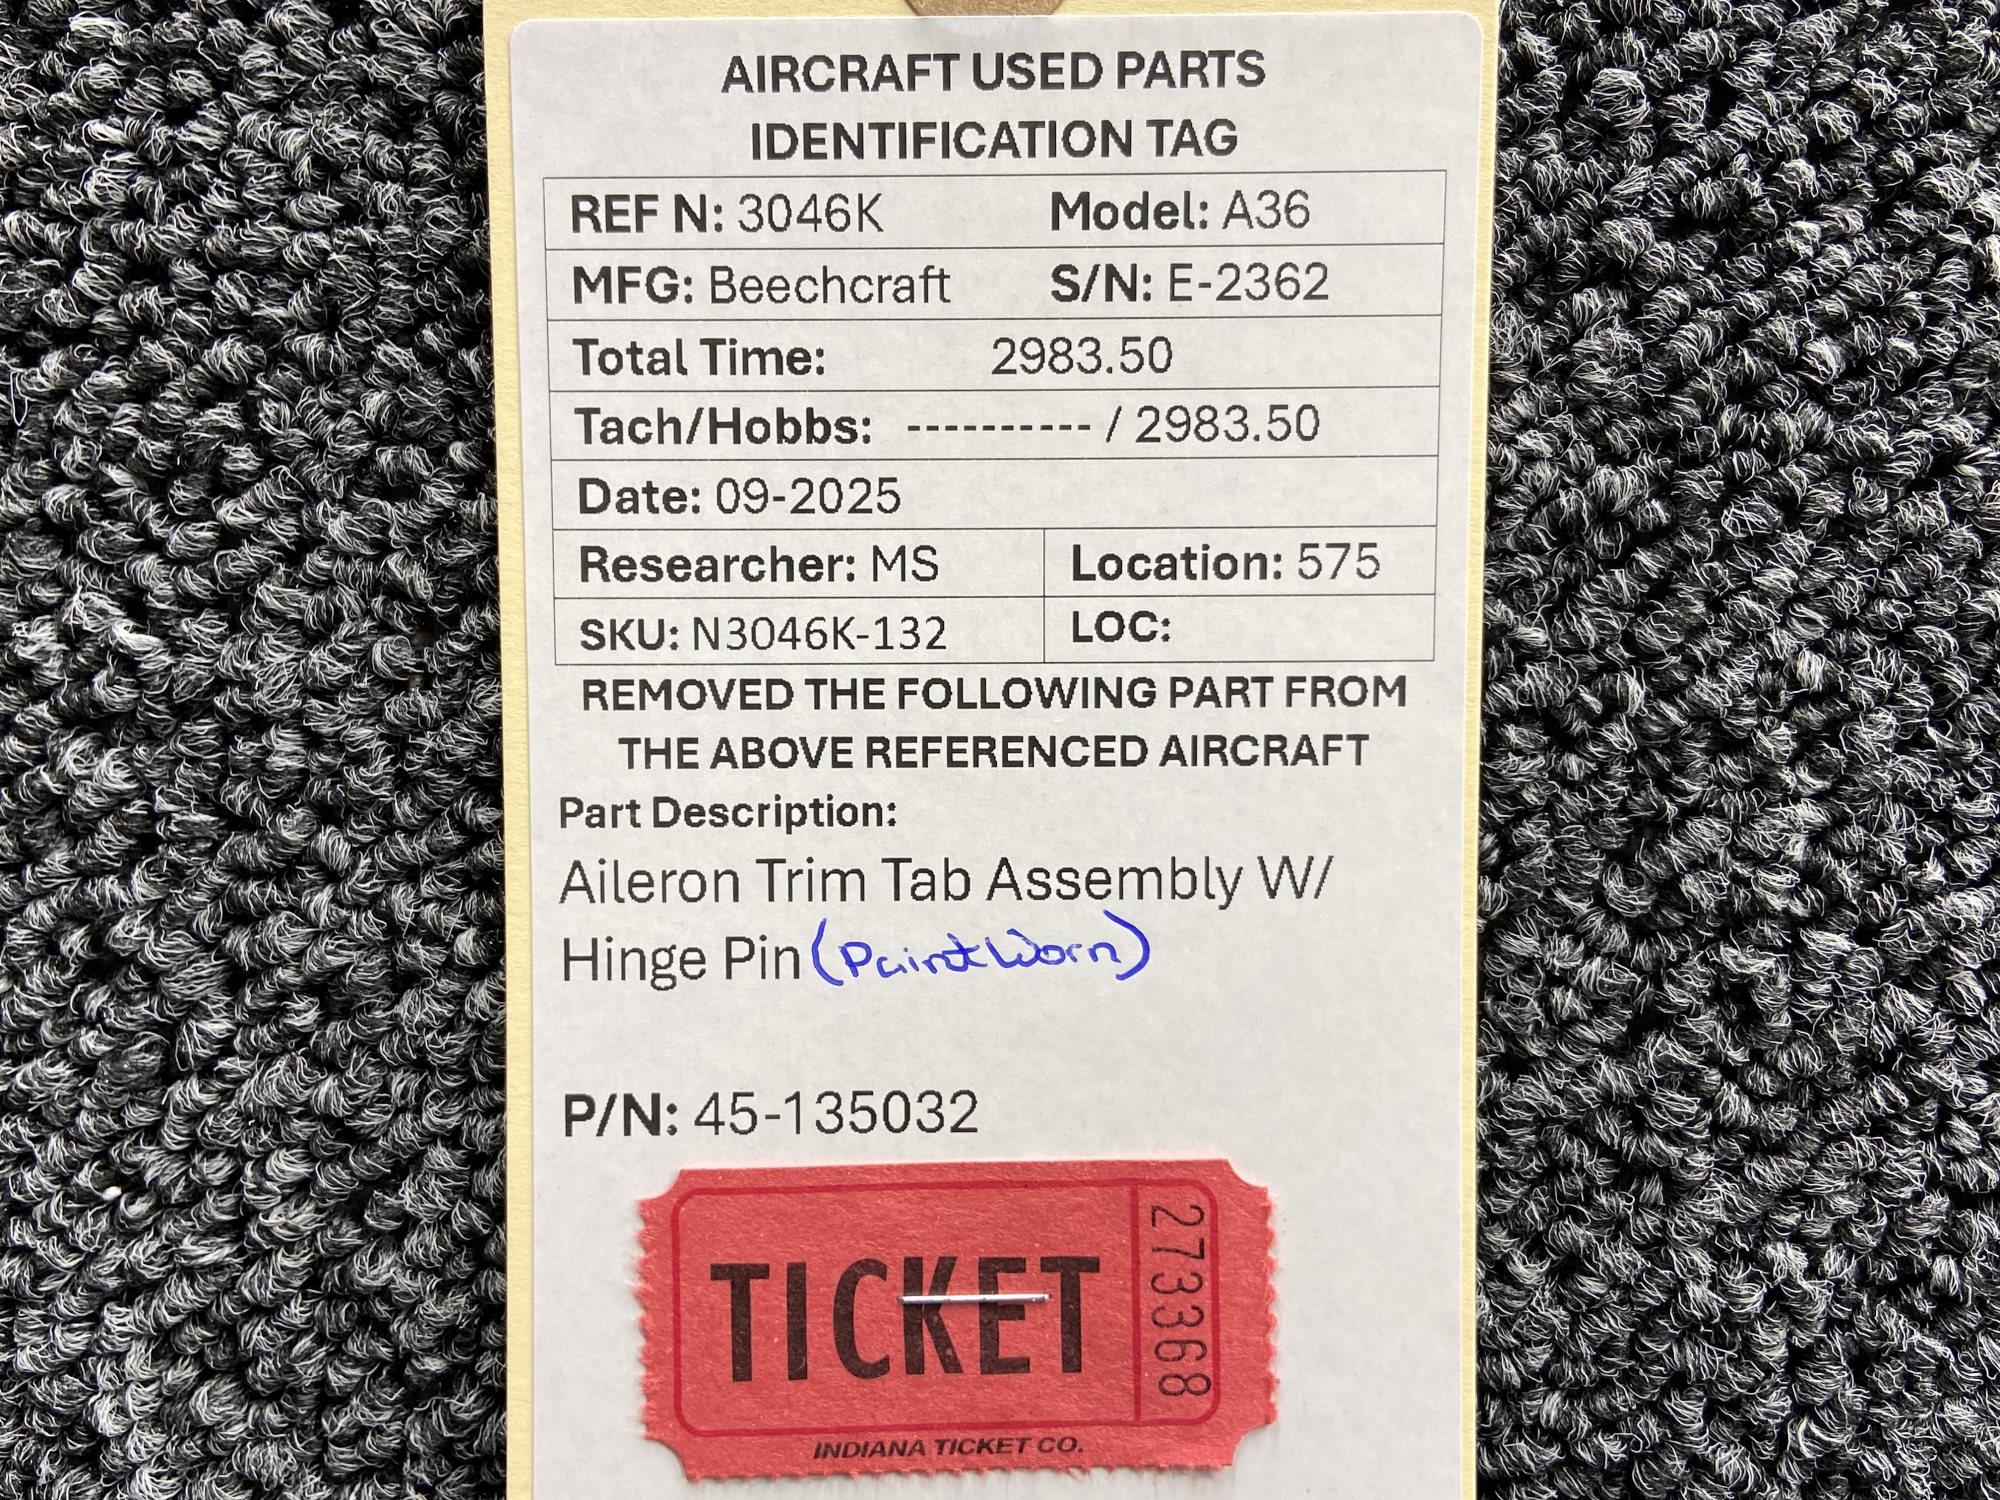 AIRCRAFT USED PARTS
IDENTIFICATION TAG
REF N: 3046K Model: A36
MFG: Beechcraft S/N: E-2362
Total Time: 2983.50
Tach/Hobbs: ---------- / 2983.50
Date: 09-2025
Researcher: MS Location: 575
SKU: N3046K-132 LOC:
REMOVED THE FOLLOWING PART FROM
THE ABOVE REFERENCED AIRCRAFT
Part Description:
Aileron Trim Tab Assembly W/
Hinge Pin (Paint Worn)
P/N: 45-135032
TICKET
273368
INDIANA TICKET CO.